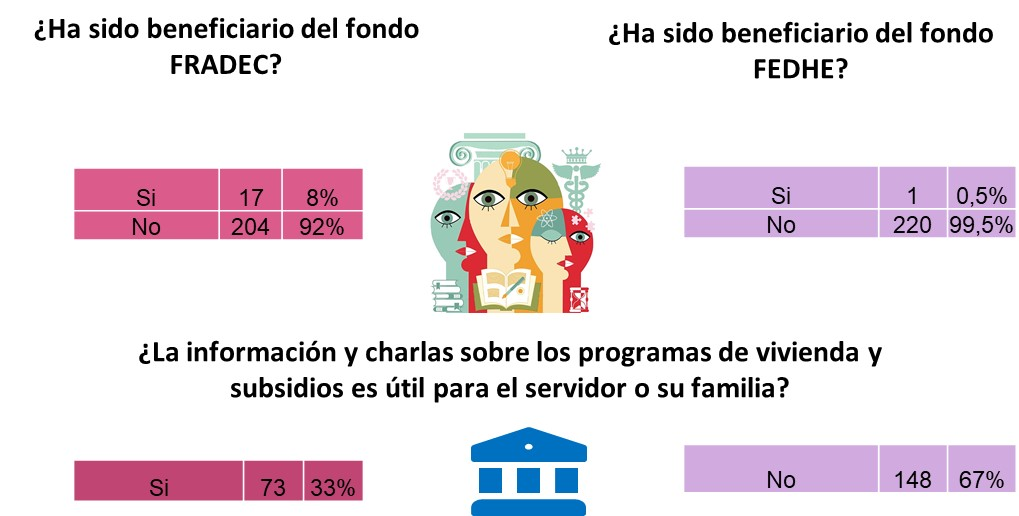 ¿Ha sido beneficiario del fondo
FRADEC?
¿Ha sido beneficiario del fondo
FEDHE?
Si 17 8%
No 204 92%
Si 1 0,5%
No 220 99,5%
¿La información y charlas sobre los programas de vivienda y
subsidios es útil para el servidor o su familia?
Si 73 33%
No 148 67%